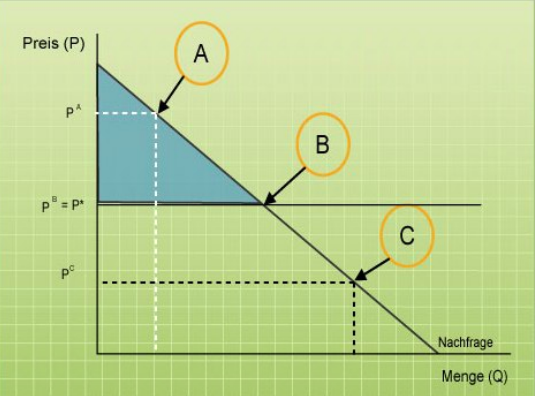 Preis (P)
A
P^A
B
P^B = P*
C
P^C
Nachfrage
Menge (Q)